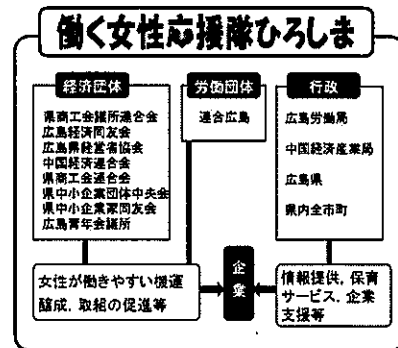 働く女性応援隊ひろしま
経済団体
県商工会議所連合会
広島経済同友会
広島県経営者協会
中国経済連合会
県商工会連合会
県中小企業団体中央会
県中小企業家同友会
広島青年会議所
労働団体
連合広島
行政
広島労働局
中国経済産業局
広島県
県内全市町
女性が働きやすい機運
醸成,取組の促進等
企業
情報提供,保育
サービス,企業
支援等